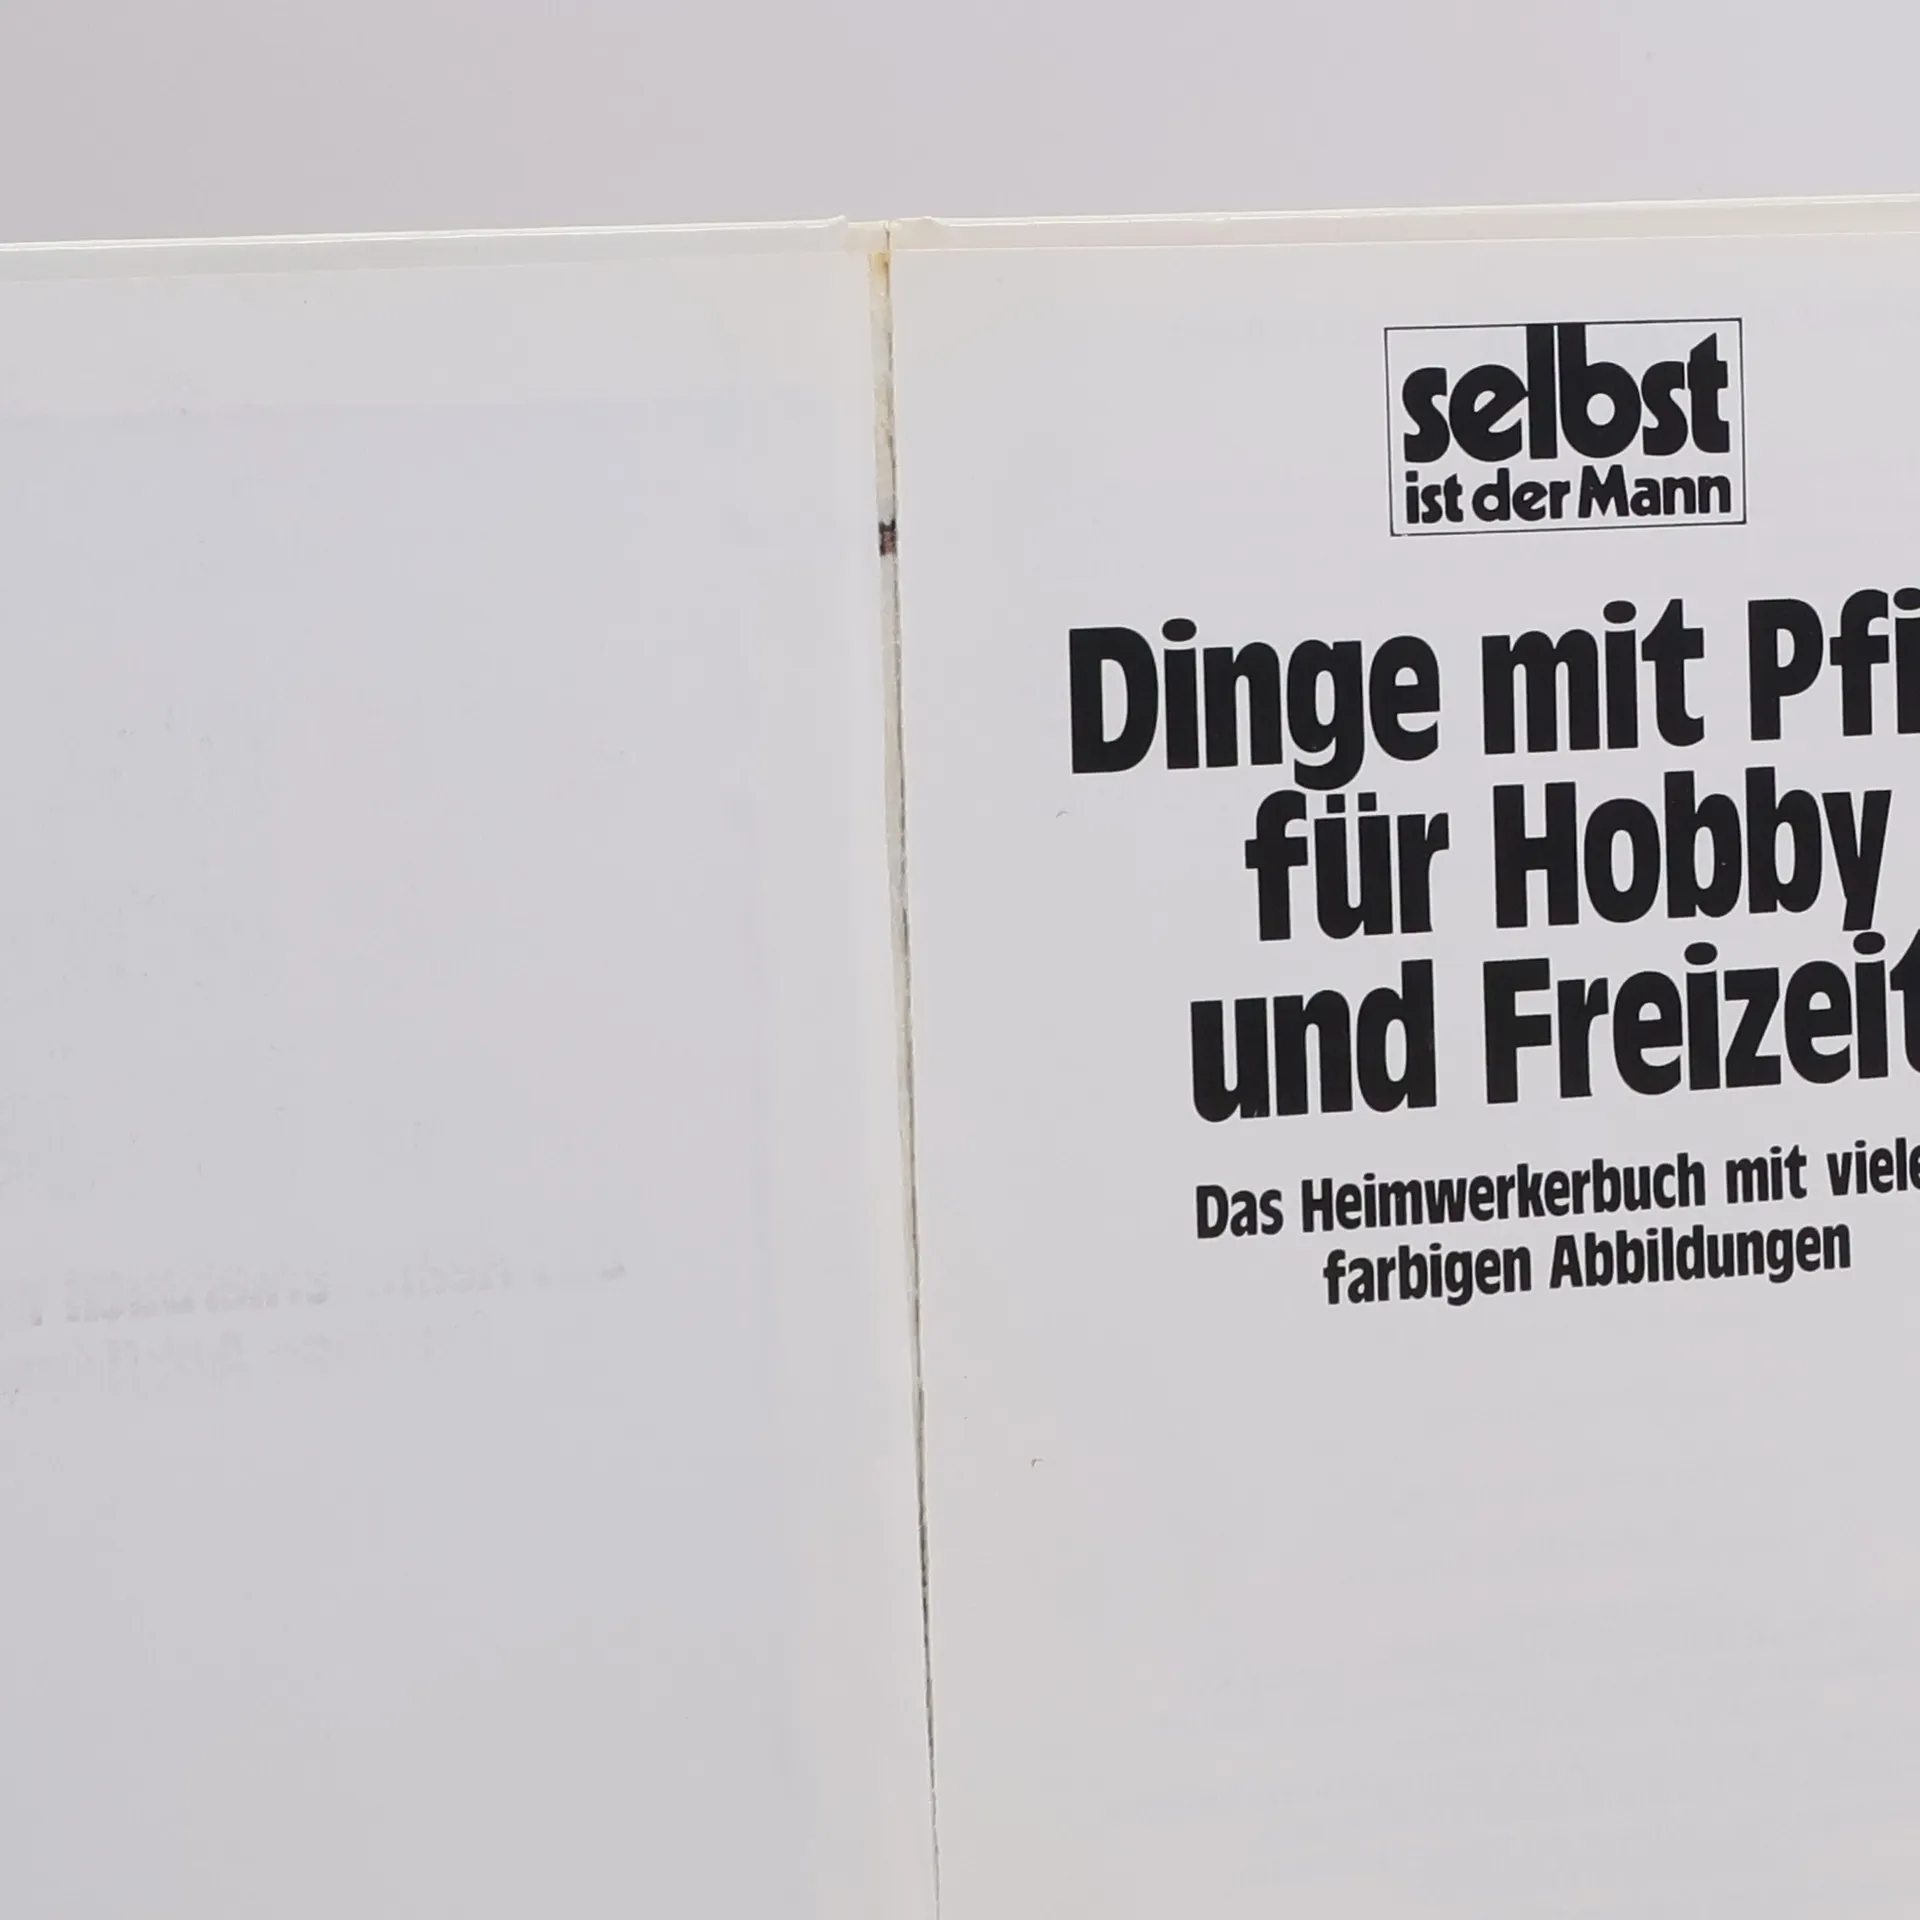 selbst
ist der Mann
Dinge mit Pfi
für Hobby
und Freizeit
Das Heimwerkerbuch mit viele
farbigen Abbildungen